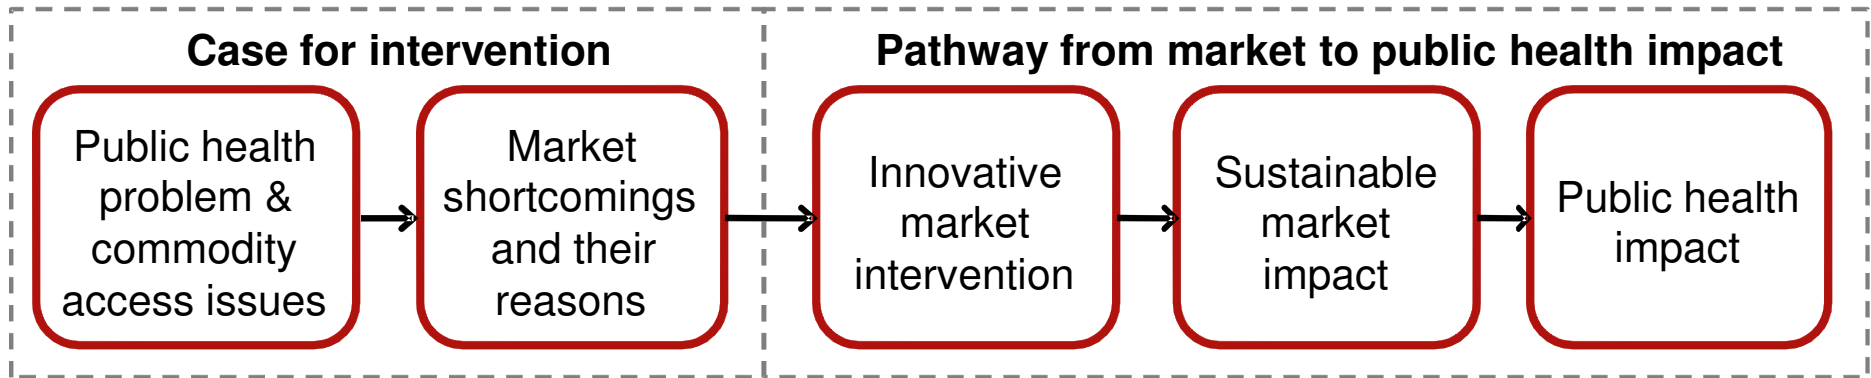 Case for intervention
Public health
problem &
commodity
access issues
Market
shortcomings
and their
reasons
Pathway from market to public health impact
Innovative
market
intervention
Sustainable
market
impact
Public health
impact